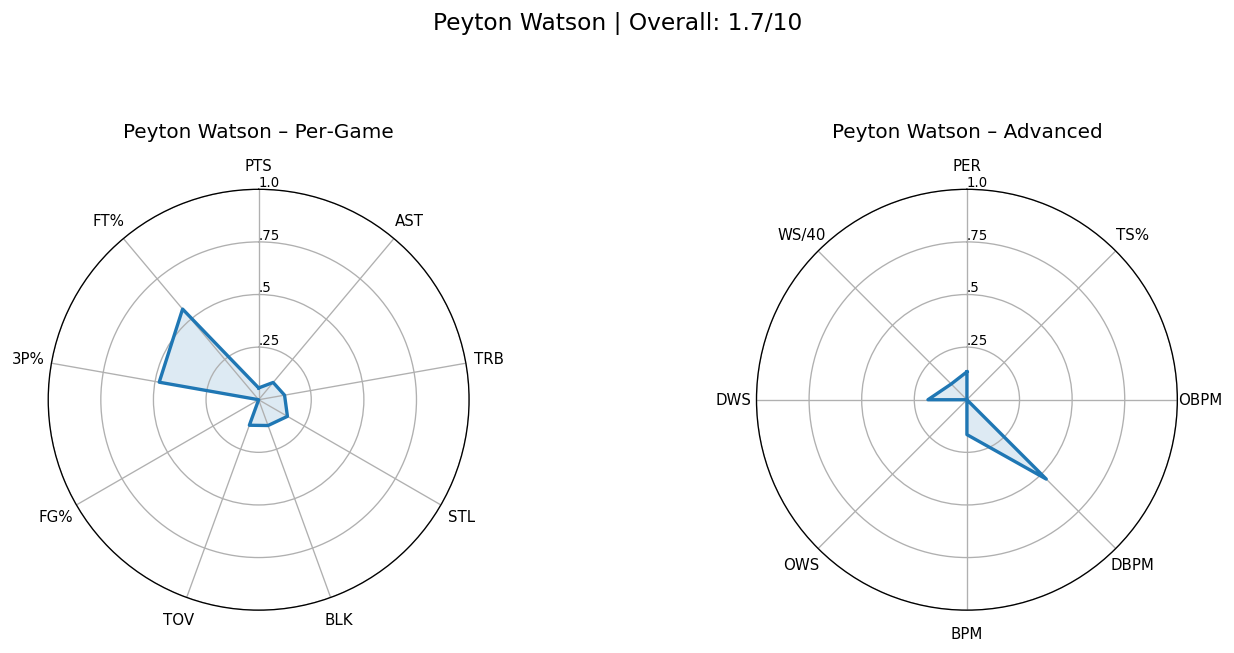 Peyton Watson | Overall: 1.7/10
Peyton Watson – Per-Game
PTS
1.0
.75
.5
.25
AST
TRB
STL
BLK
TOV
FG%
3P%
FT%
Peyton Watson – Advanced
PER
1.0
.75
.5
.25
TS%
OBPM
DBPM
BPM
OWS
DWS
WS/40